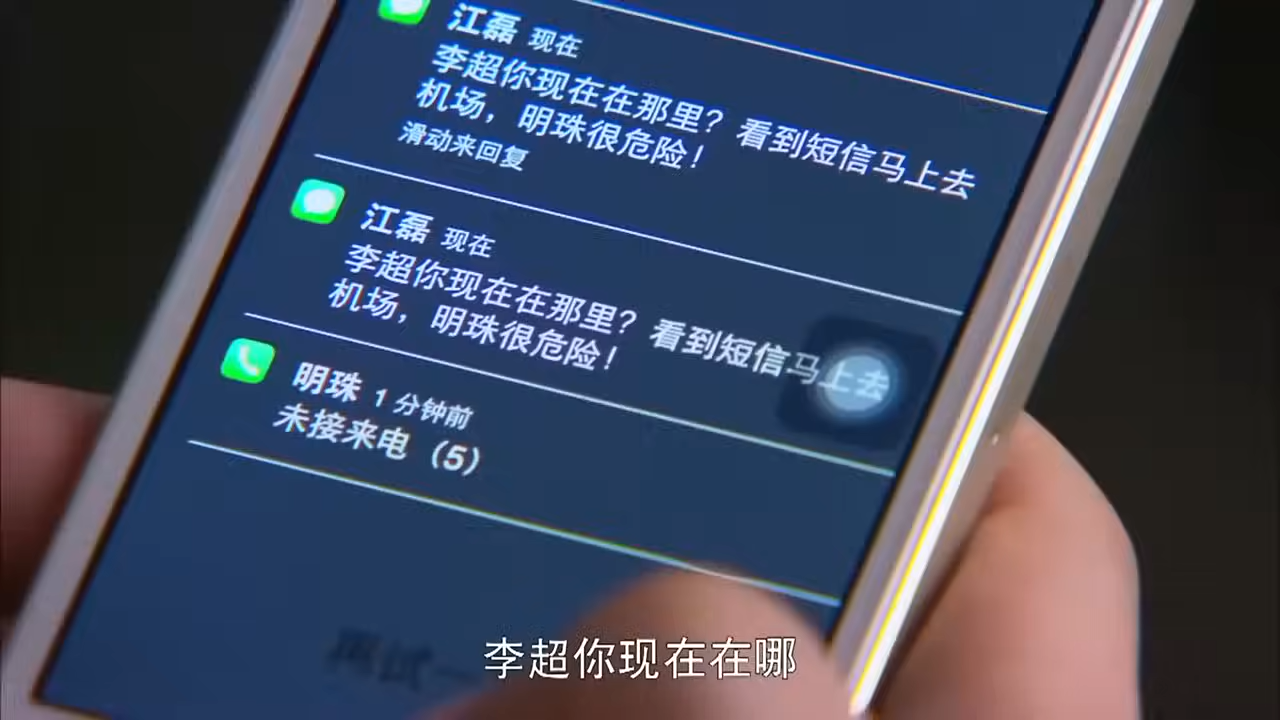 江磊 现在
李超你现在在那里？看到短信马上去
机场，明珠很危险！
滑动来回复
江磊 现在
李超你现在在那里？看到短信马上去
机场，明珠很危险！
明珠 1 分钟前
未接来电（5）
再试一
李超你现在在哪